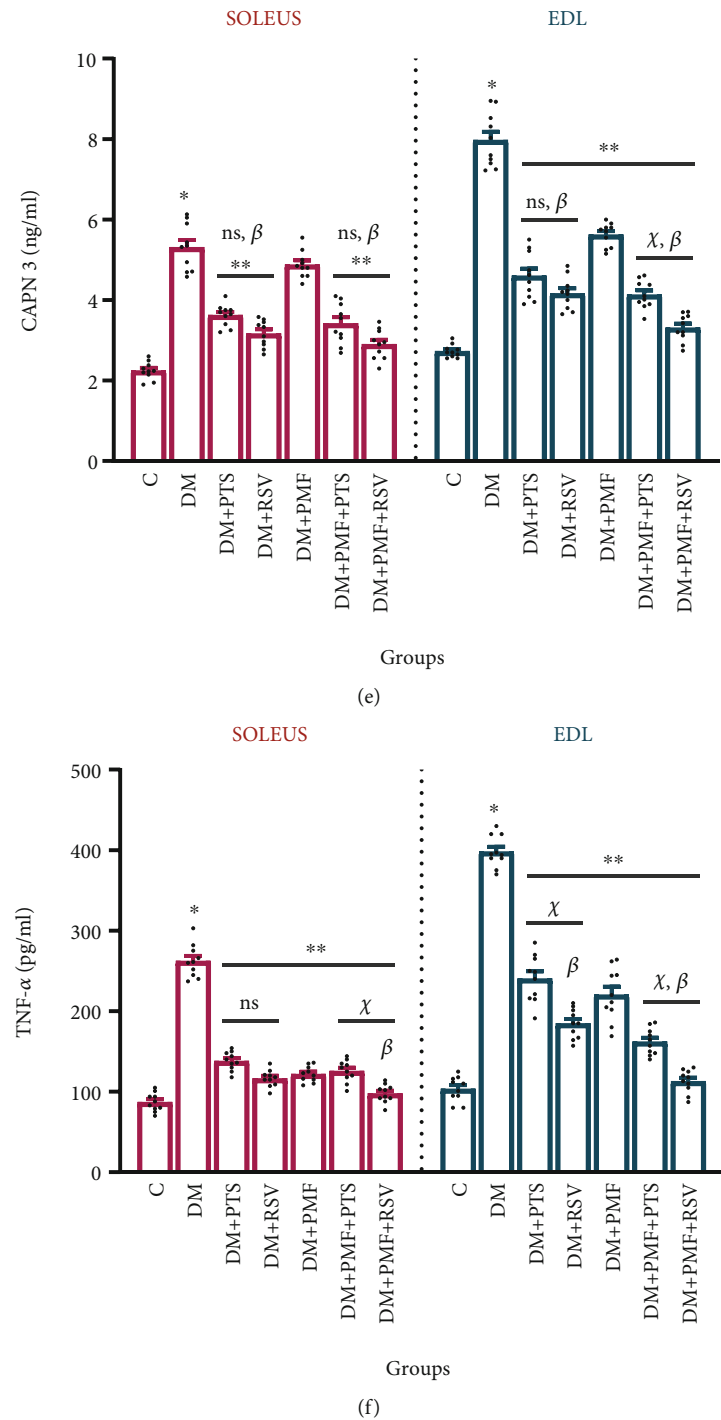 SOLEUS EDL
10
8
6
4
2
0
CAPN 3 (ng/ml)
*
ns, β
**
ns, β
**
*
**
ns, β
χ, β
C DM DM+PTS DM+RSV DM+PMF DM+PMF+PTS DM+PMF+RSV C DM DM+PTS DM+RSV DM+PMF DM+PMF+PTS DM+PMF+RSV
Groups
(e)
SOLEUS EDL
500
400
300
200
100
0
TNF-α (pg/ml)
*
**
ns
χ
β
*
**
χ
β
χ, β
C DM DM+PTS DM+RSV DM+PMF DM+PMF+PTS DM+PMF+RSV C DM DM+PTS DM+RSV DM+PMF DM+PMF+PTS DM+PMF+RSV
Groups
(f)